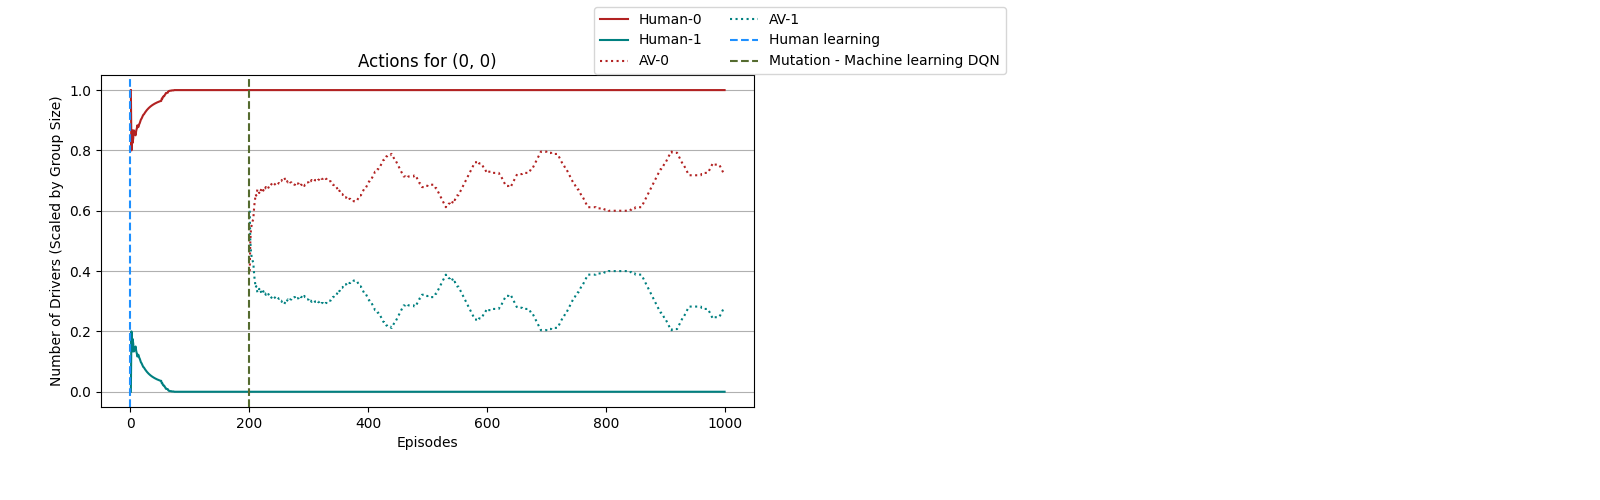 Human-0
Human-1
AV-0
AV-1
Human learning
Mutation - Machine learning DQN
Actions for (0, 0)
Number of Drivers (Scaled by Group Size)
1.0
0.8
0.6
0.4
0.2
0.0
0 200 400 600 800 1000
Episodes